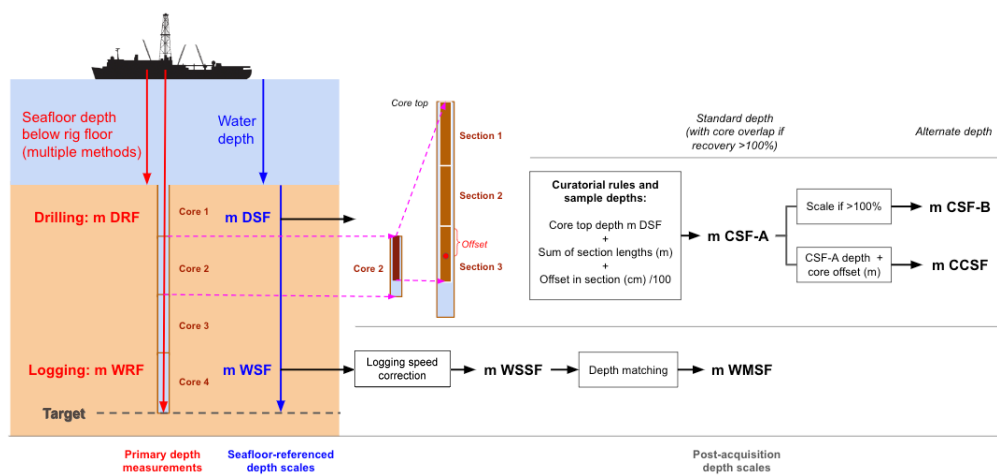 Seafloor depth
below rig floor
(multiple methods)
Water
depth
Drilling: m DRF
Core 1
m DSF
Core 2
Core 3
Logging: m WRF
Core 4
m WSF
Target
Core top
Section 1
Section 2
Offset
Section 3
Core 2
Standard depth
(with core overlap if
recovery >100%)
Alternate depth
Curatorial rules and
sample depths:
Core top depth m DSF
+
Sum of section lengths (m)
+
Offset in section (cm) /100
m CSF-A
Scale if >100%
m CSF-B
CSF-A depth +
core offset (m)
m CCSF
Logging speed
correction
m WSSF
Depth matching
m WMSF
Primary depth
measurements
Seafloor-referenced
depth scales
Post-acquisition
depth scales